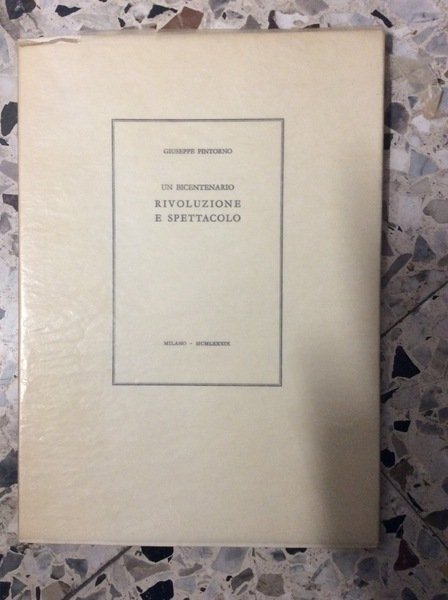 GIUSEPPE PINTORNO
UN BICENTENARIO
RIVOLUZIONE
E SPETTACOLO
MILANO - MCMLXXXIX